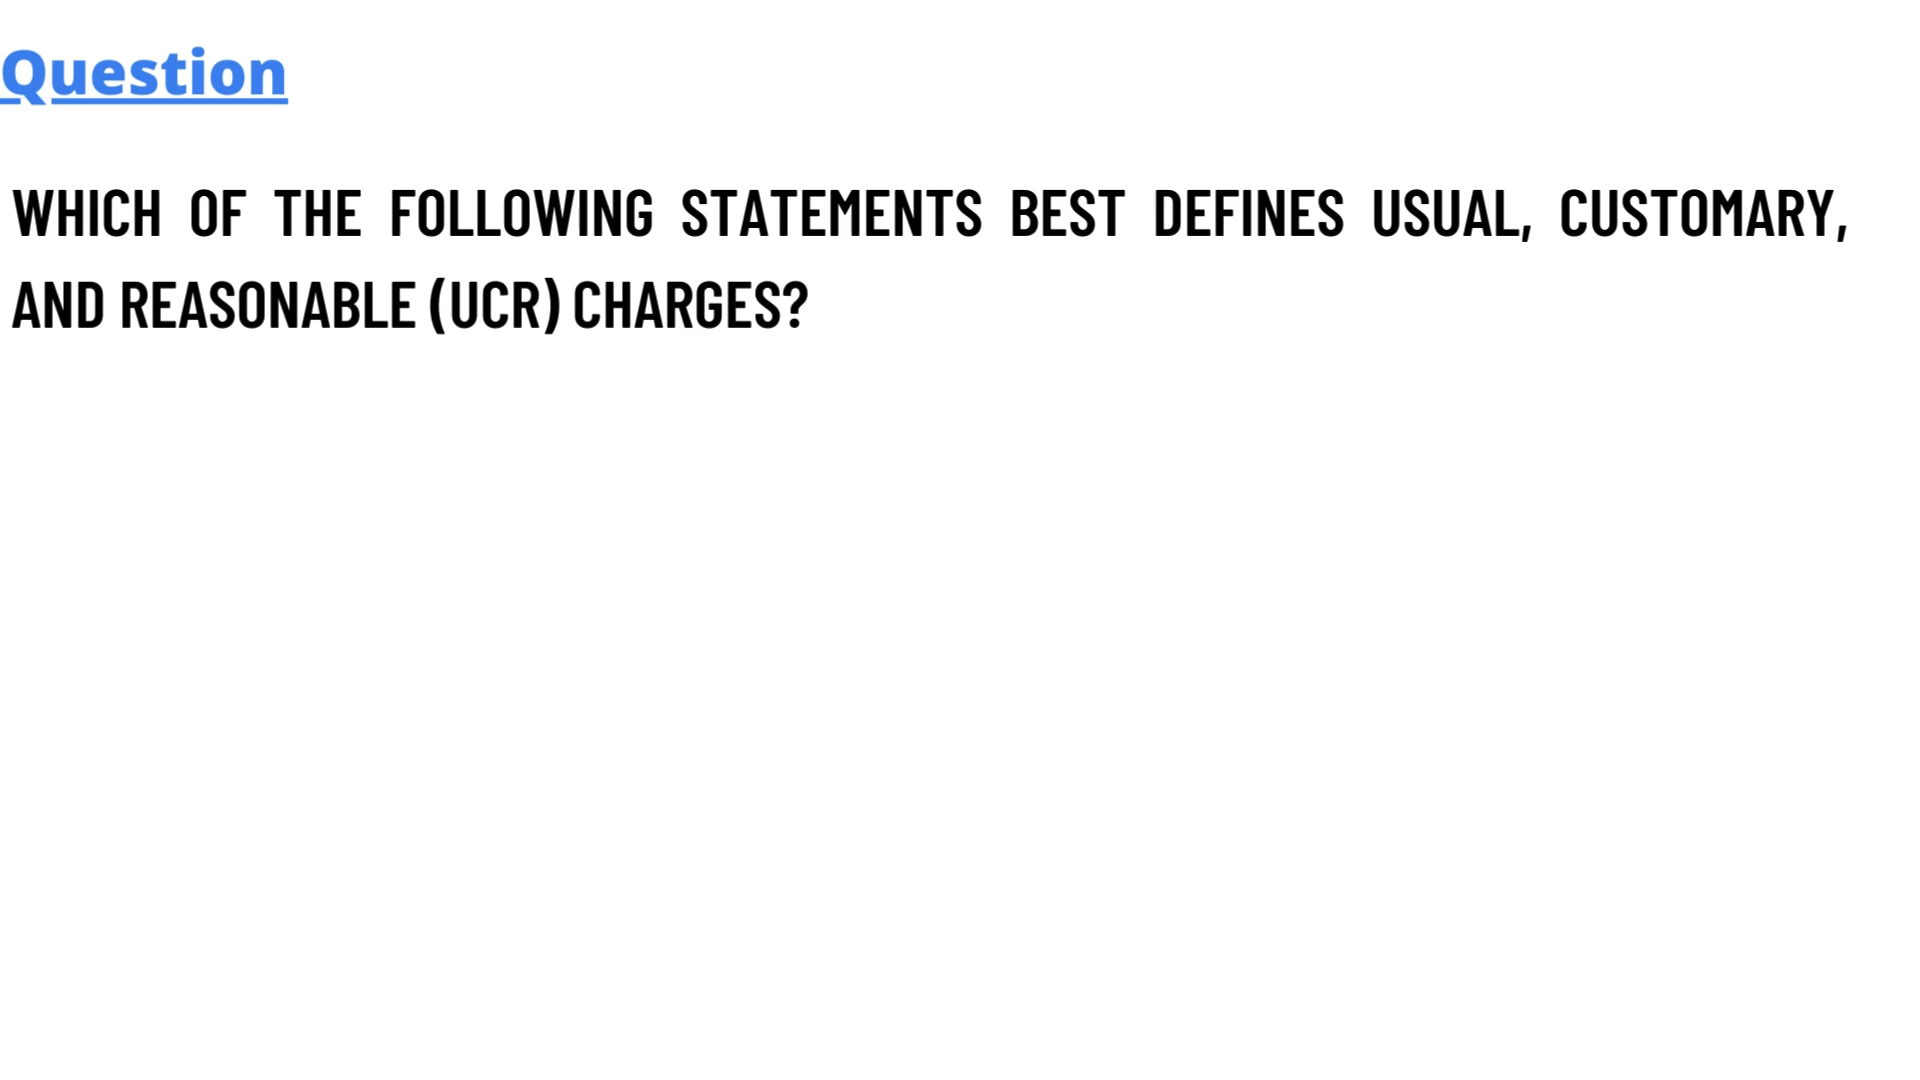 Question
WHICH OF THE FOLLOWING STATEMENTS BEST DEFINES USUAL, CUSTOMARY,
AND REASONABLE (UCR) CHARGES?